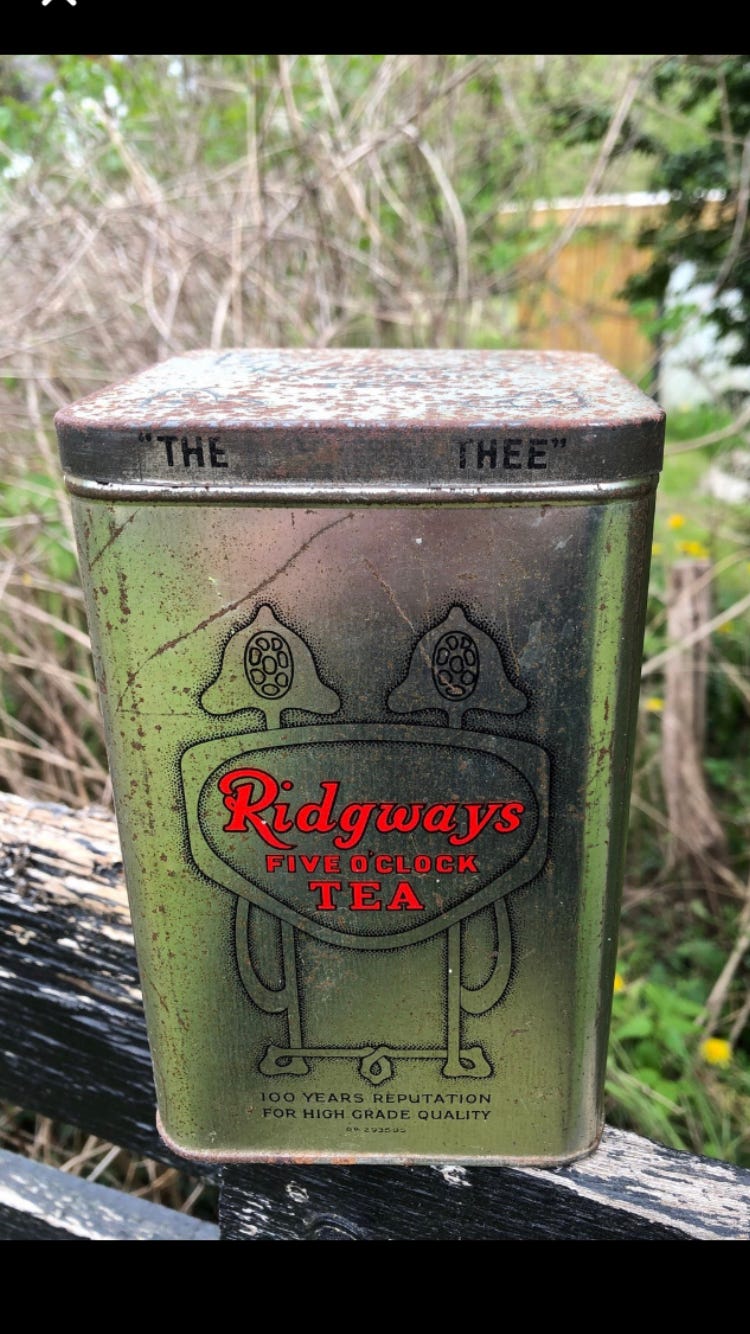 "THE THEE"
Ridgways
FIVE O'CLOCK
TEA
100 YEARS REPUTATION
FOR HIGH GRADE QUALITY